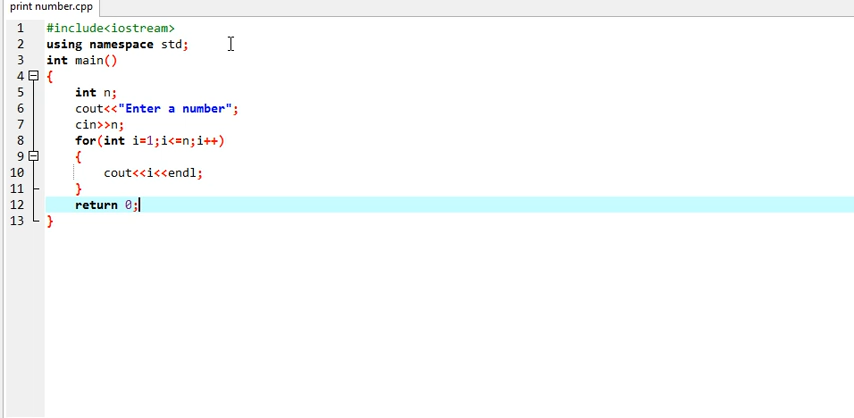 print number.cpp
1 #include<iostream>
2 using namespace std;
3 int main()
4 {
5 int n;
6 cout<<"Enter a number";
7 cin>>n;
8 for(int i=1;i<=n;i++)
9 {
10 cout<<i<<endl;
11 }
12 return 0;
13 }